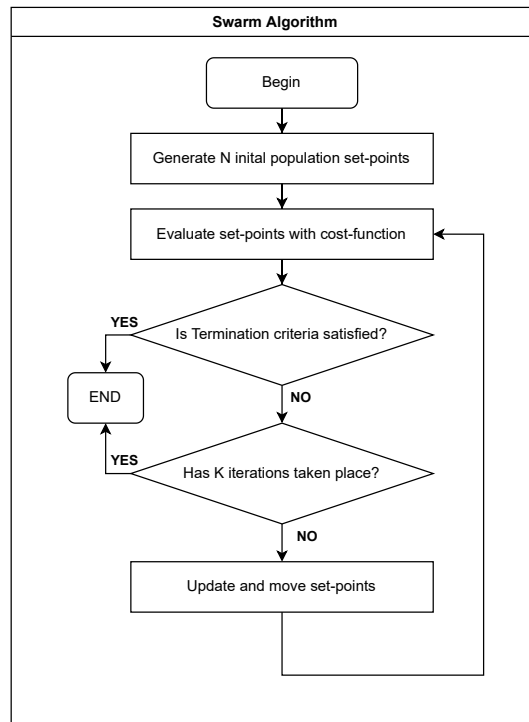 Swarm Algorithm
Begin
Generate N inital population set-points
Evaluate set-points with cost-function
Is Termination criteria satisfied?
YES
END
NO
Has K iterations taken place?
YES
NO
Update and move set-points